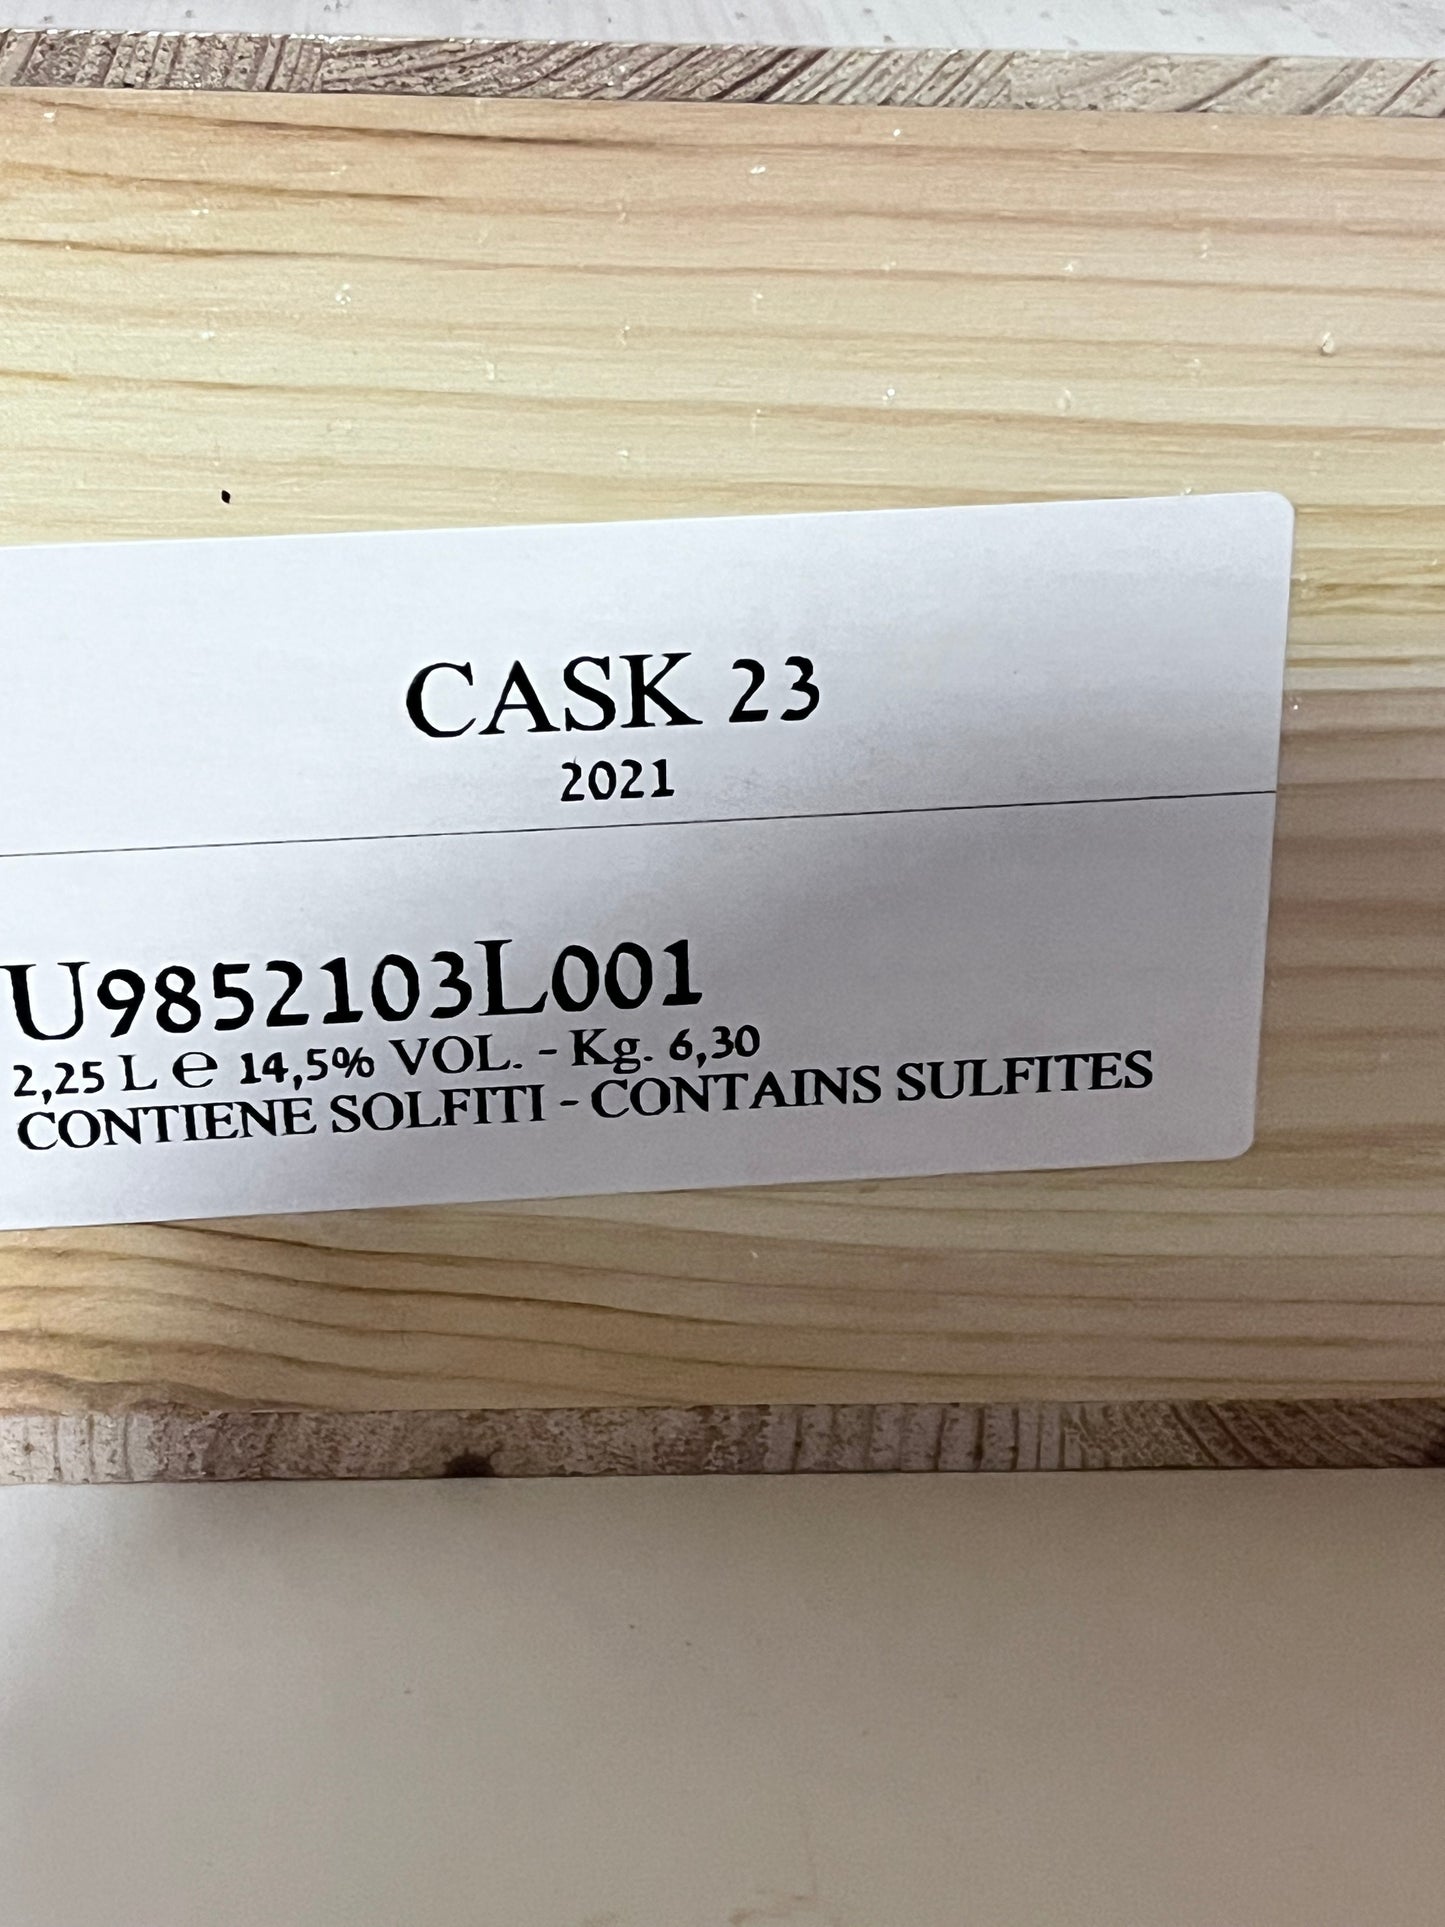 CASK 23
2021
U9852103L001
2,25 L e 14,5% VOL. - Kg. 6,30
CONTIENE SOLFITI - CONTAINS SULFITES